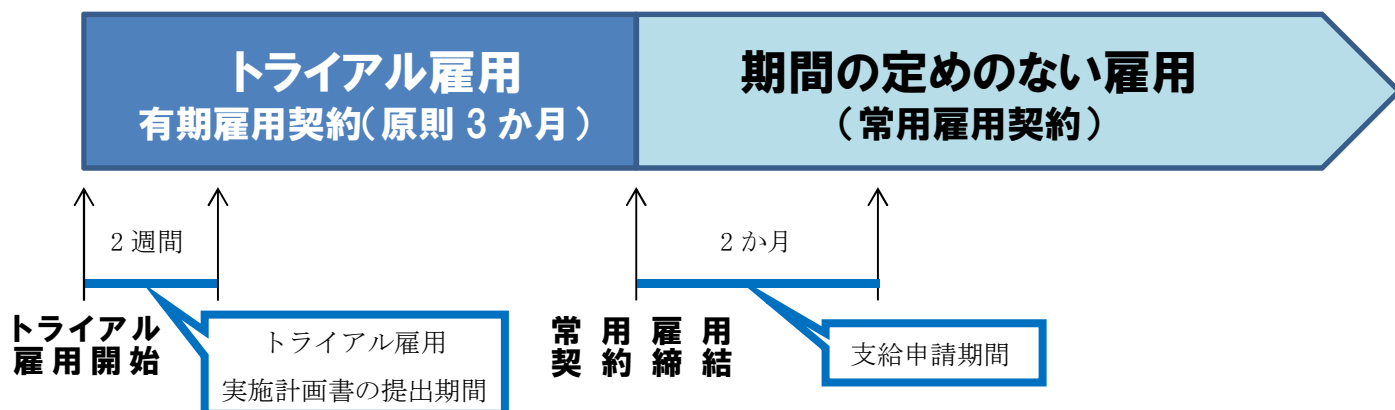 トライアル雇用
有期雇用契約(原則3か月)
期間の定めのない雇用
(常用雇用契約)
2週間
2か月
トライアル
雇用開始
トライアル雇用
実施計画書の提出期間
常用雇用
契約締結
支給申請期間